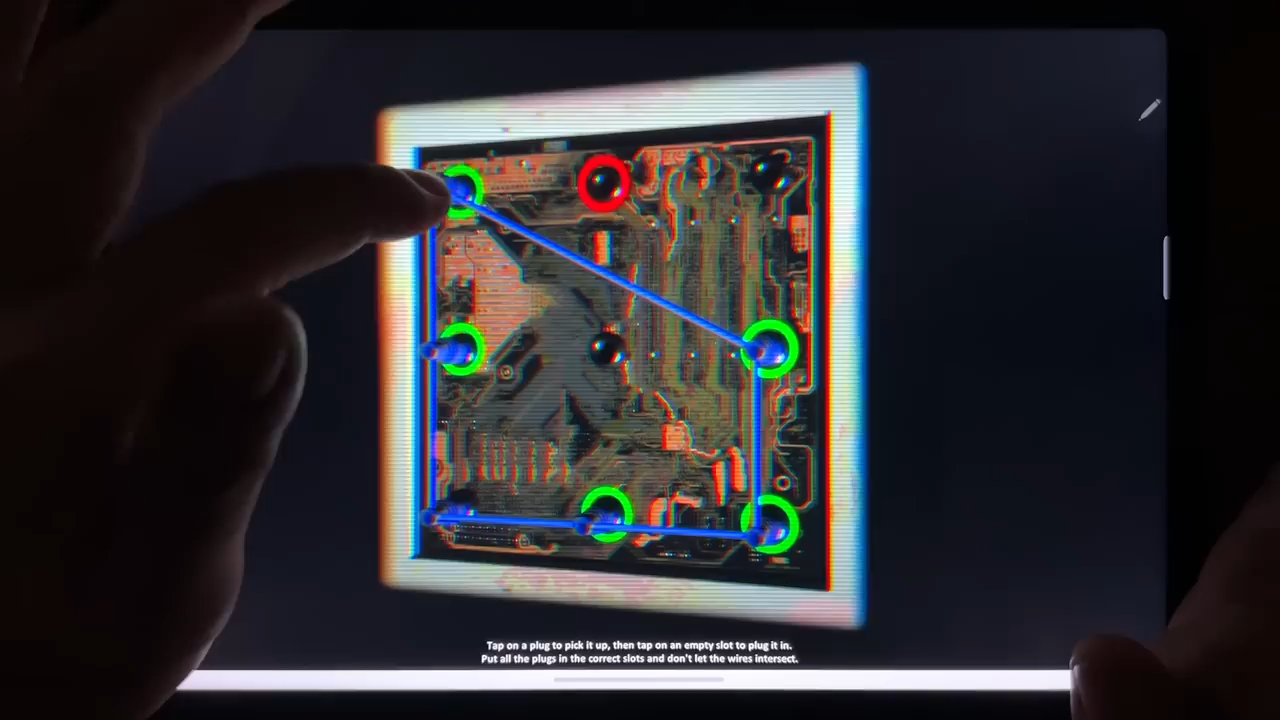 Tap on a plug to pick it up, then tap on an empty slot to plug it in.
Put all the plugs in the correct slots and don't let the wires intersect.